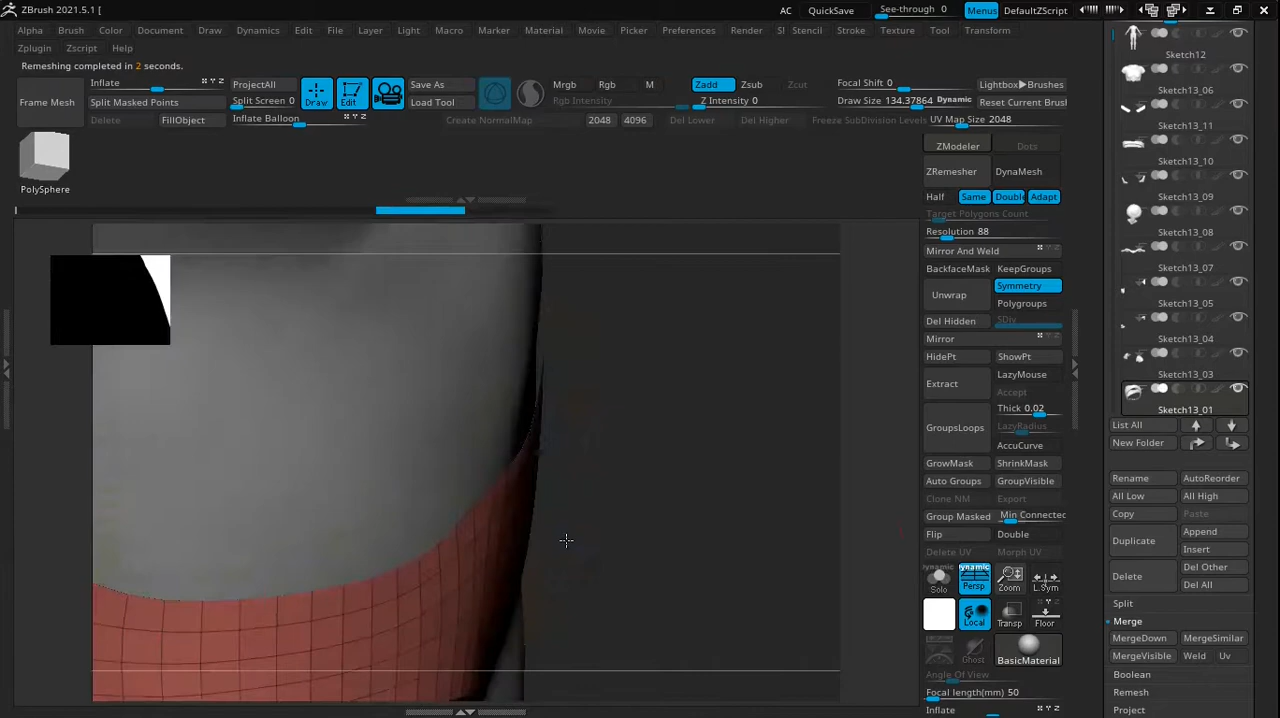 ZBrush 2021.5.1 [
AC
QuickSave
See-through 0
Menus
DefaultZScript
Alpha Brush Color Document Draw Dynamics Edit File Layer Light Macro Marker Material Movie Picker Preferences Render Sl Stencil Stroke Texture Tool Transform
Zplugin Zscript Help
Remeshing completed in 2 seconds.
Frame Mesh
Inflate
Split Masked Points
Delete
FillObject
ProjectAll
Split Screen 0
Inflate Balloon
Draw
Edit
Save As
Load Tool
Mrgb
Rgb
M
Rgb Intensity
Zadd
Zsub
Zcut
Z Intensity 0
Focal Shift 0
Draw Size 134.37864 Dynamic
Lightbox▶Brushes
Reset Current Brush
Create NormalMap
2048
4096
Del Lower
Del Higher
Freeze SubDivision Levels
UV Map Size 2048
PolySphere
ZModeler
Dots
ZRemesher
DynaMesh
Half
Same
Adapt
Target Polygons Count
Resolution 88
Mirror And Weld
BackfaceMask
KeepGroups
Unwrap
Symmetry
Polygroups
Del Hidden
SDiv
Mirror
HidePt
ShowPt
Extract
LazyMouse
Accept
Thick 0.02
GroupsLoops
LazyRadius
AccuCurve
GrowMask
ShrinkMask
Auto Groups
GroupVisible
Clone NM
Export
Group Masked
Min Connected
Flip
Double
Delete UV
Morph UV
Solo
Persp
Zoom
L.Sym
Local
Transp
Floor
Ghost
BasicMaterial
Angle Of View
Focal length(mm) 50
Inflate
Sketch12
Sketch13_06
Sketch13_11
Sketch13_10
Sketch13_09
Sketch13_08
Sketch13_07
Sketch13_05
Sketch13_04
Sketch13_03
Sketch13_01
List All
New Folder
Rename
AutoReorder
All Low
All High
Copy
Paste
Duplicate
Append
Insert
Delete
Del Other
Del All
Split
Merge
MergeDown
MergeSimilar
MergeVisible
Weld
Uv
Boolean
Remesh
Project